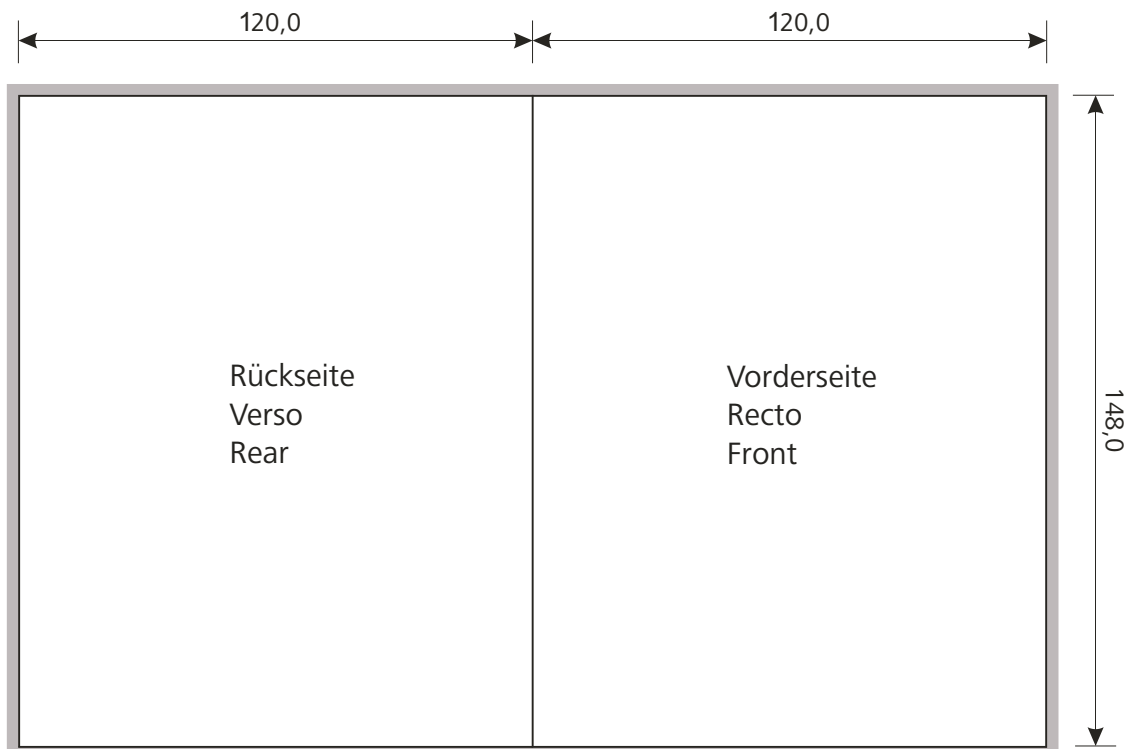 120,0
120,0
Rückseite
Verso
Rear
Vorderseite
Recto
Front
148,0